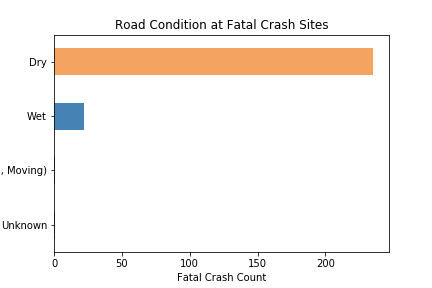 Road Condition at Fatal Crash Sites
Dry
Wet
, Moving)
Unknown
0 50 100 150 200
Fatal Crash Count